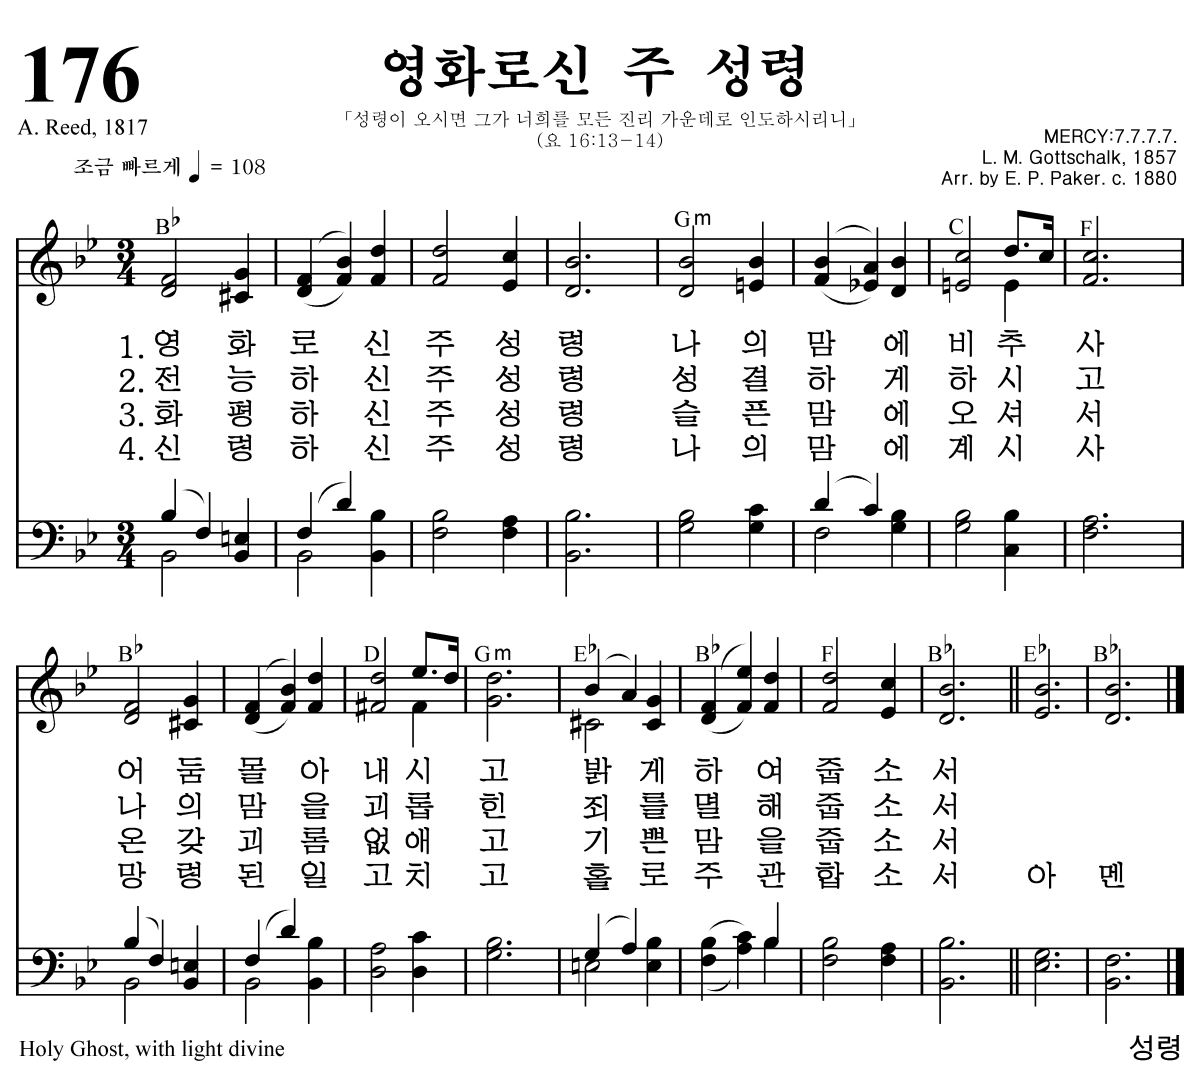 176
영화로신 주 성령
「성령이 오시면 그가 너희를 모든 진리 가운데로 인도하시리니」
(요 16:13-14)
A. Reed, 1817
MERCY:7.7.7.7.
L. M. Gottschalk, 1857
Arr. by E. P. Paker. c. 1880
조금 빠르게 ♩ = 108
B♭ Gm C F
1. 영 화 로 신 주 성 령 나 의 맘 에 비 추 사
2. 전 능 하 신 주 성 령 성 결 하 게 하 시 고
3. 화 평 하 신 주 성 령 슬 픈 맘 에 오 셔 서
4. 신 령 하 신 주 성 령 나 의 맘 에 계 시 사
B♭ D Gm E♭ B♭ F B♭ E♭ B♭
어 둠 몰 아 내 시 고 밝 게 하 여 줍 소 서
나 의 맘 을 괴 롭 힌 죄 를 멸 해 줍 소 서
온 갖 괴 롬 없 애 고 기 쁜 맘 을 줍 소 서
망 령 된 일 고 치 고 홀 로 주 관 합 소 서 아 멘
Holy Ghost, with light divine
성령